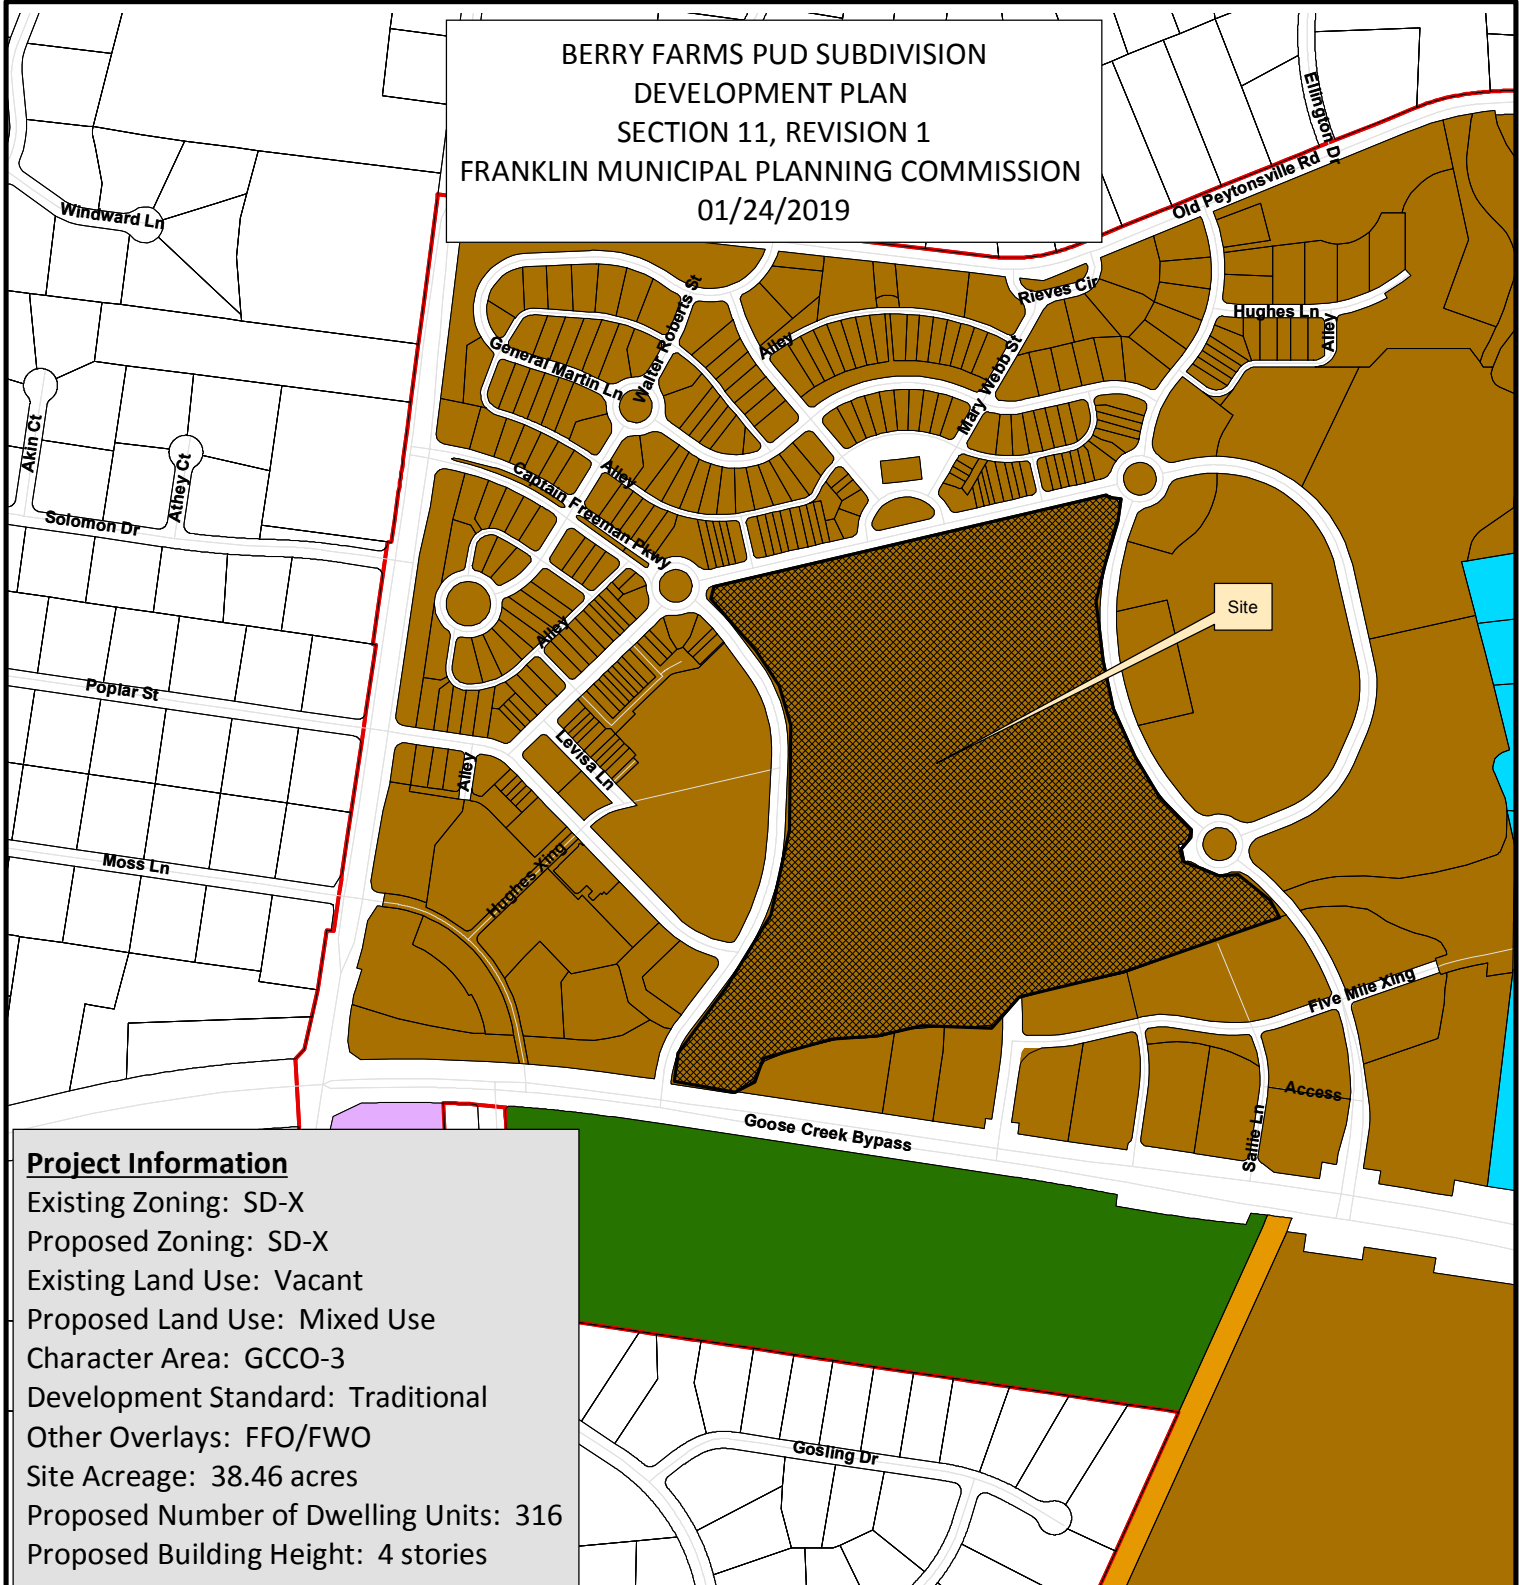 BERRY FARMS PUD SUBDIVISION
DEVELOPMENT PLAN
SECTION 11, REVISION 1
FRANKLIN MUNICIPAL PLANNING COMMISSION
01/24/2019
Ellington Dr
Old Peytonsville Rd
Windward Ln
Rieves Cir
Hughes Ln
Alley
Walter Roberts St
Alley
General Martin Ln
Mary Webb St
Akin Ct
Athey Ct
Alley
Captain Freeman Pkwy
Solomon Dr
Site
Alley
Poplar St
Levisa Ln
Alley
Moss Ln
Hughes Xing
Five Mile Xing
Access
Sallie Ln
Goose Creek Bypass
Gosling Dr
Project Information
Existing Zoning: SD-X
Proposed Zoning: SD-X
Existing Land Use: Vacant
Proposed Land Use: Mixed Use
Character Area: GCCO-3
Development Standard: Traditional
Other Overlays: FFO/FWO
Site Acreage: 38.46 acres
Proposed Number of Dwelling Units: 316
Proposed Building Height: 4 stories